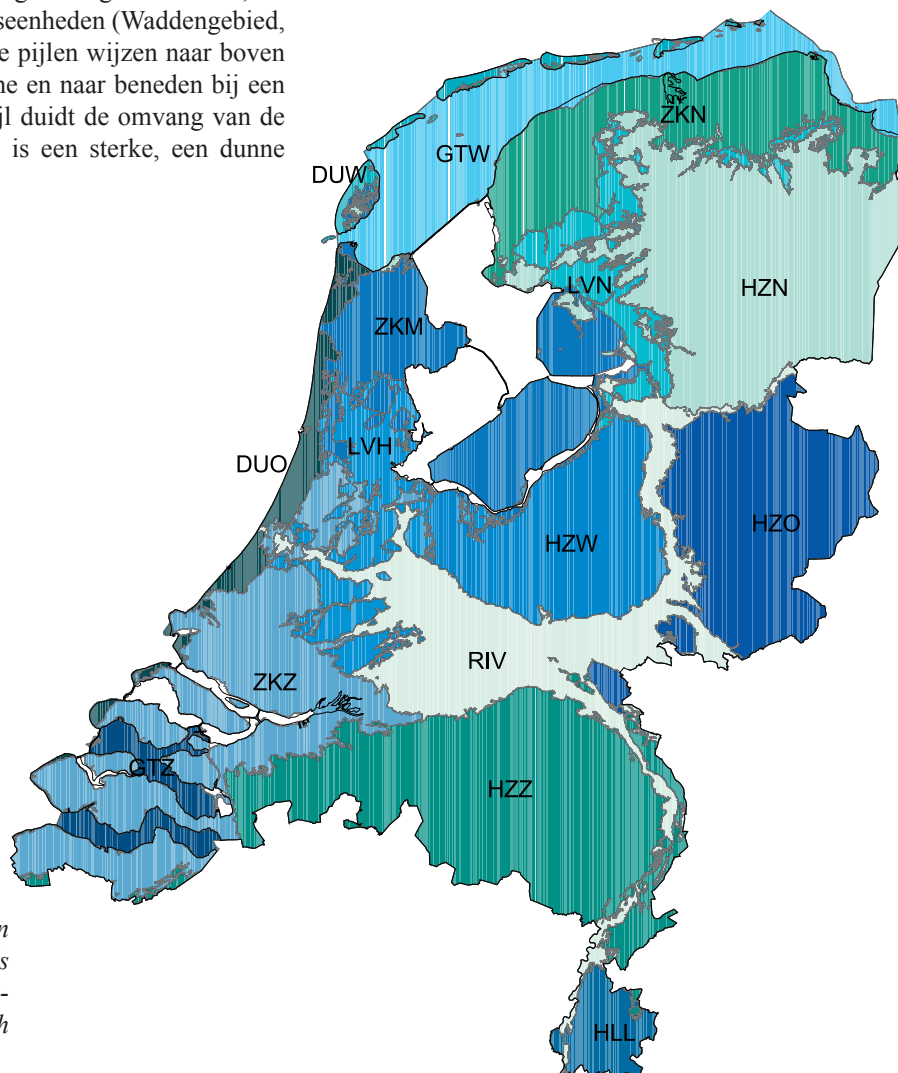 seenheden (Waddengebied,
e pijlen wijzen naar boven
ne en naar beneden bij een
ijl duidt de omvang van de
is een sterke, een dunne
ZKN
GTW
DUW
LVN
HZN
ZKM
LVH
DUO
HZO
HZW
RIV
ZKZ
GTZ
HZZ
n
s
-
h
HLL